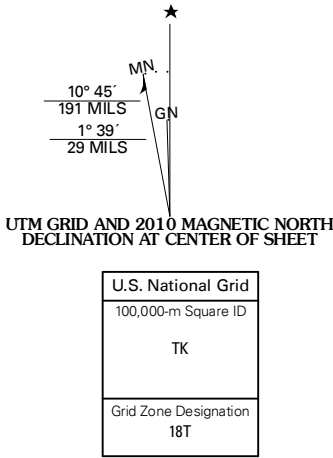 MN
10° 45´
191 MILS
GN
1° 39´
29 MILS
UTM GRID AND 2010 MAGNETIC NORTH
DECLINATION AT CENTER OF SHEET
U.S. National Grid
100,000-m Square ID
TK
Grid Zone Designation
18T